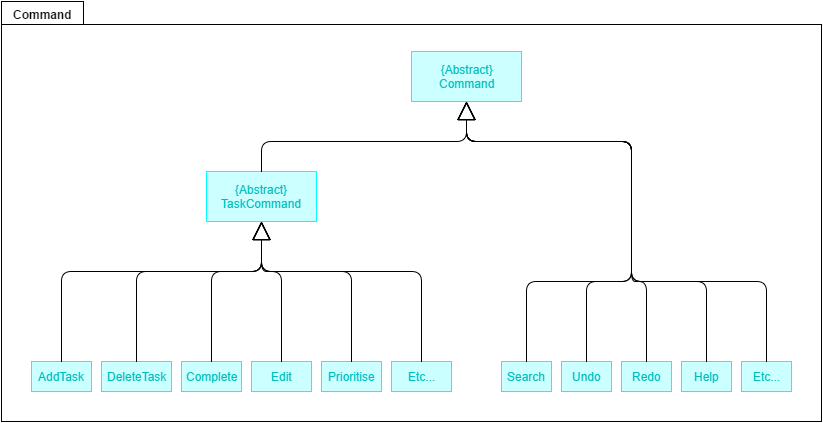 Command
{Abstract}
Command
{Abstract}
TaskCommand
AddTask
DeleteTask
Complete
Edit
Prioritise
Etc...
Search
Undo
Redo
Help
Etc...